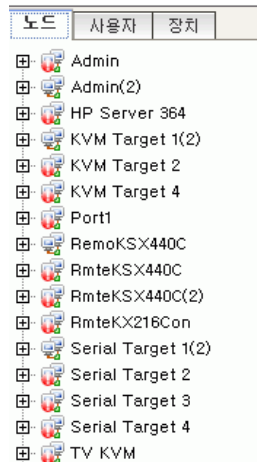 노드 사용자 장치
Admin
Admin(2)
HP Server 364
KVM Target 1(2)
KVM Target 2
KVM Target 4
Port1
RemoKSX440C
RmteKSX440C
RmteKSX440C(2)
RmteKX216Con
Serial Target 1(2)
Serial Target 2
Serial Target 3
Serial Target 4
TV KVM